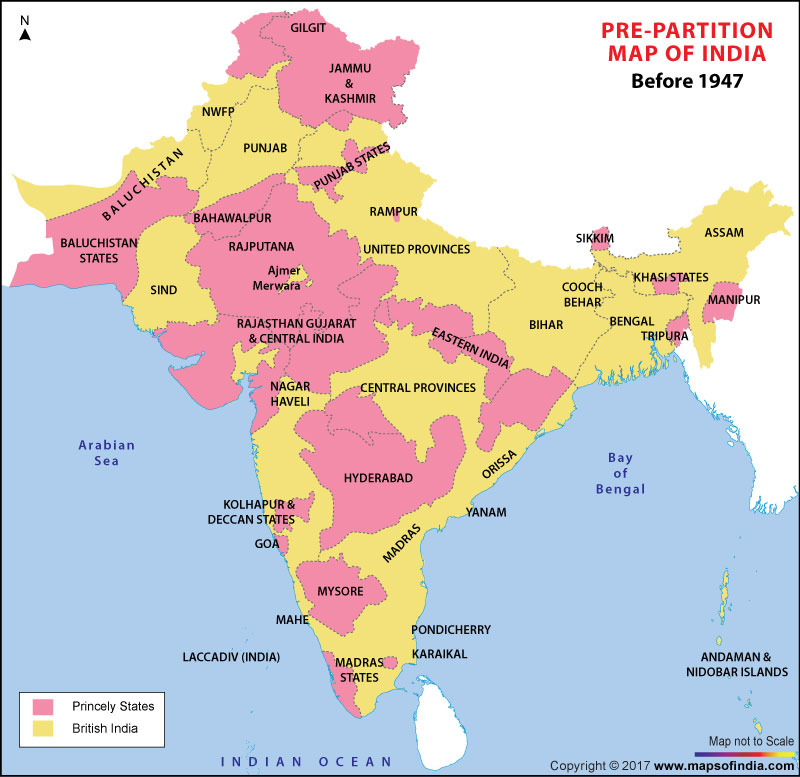 N
PRE-PARTITION
MAP OF INDIA
Before 1947
GILGIT
JAMMU
&
KASHMIR
NWFP
PUNJAB
PUNJAB STATES
BALUCHISTAN
BAHAWALPUR
RAMPUR
BALUCHISTAN
STATES
RAJPUTANA
UNITED PROVINCES
SIKKIM
ASSAM
Ajmer
Merwara
SIND
COOCH
BEHAR
KHASI STATES
MANIPUR
RAJASTHAN GUJARAT
& CENTRAL INDIA
EASTERN INDIA
BIHAR
BENGAL
TRIPURA
NAGAR
HAVELI
CENTRAL PROVINCES
Arabian
Sea
HYDERABAD
ORISSA
Bay
of
Bengal
KOLHAPUR &
DECCAN STATES
YANAM
GOA
MADRAS
MYSORE
MAHE
PONDICHERRY
KARAIKAL
LACCADIV (INDIA)
MADRAS
STATES
ANDAMAN &
NIDOBAR ISLANDS
Princely States
British India
INDIAN OCEAN
Map not to Scale
Copyright © 2017 www.mapsofindia.com